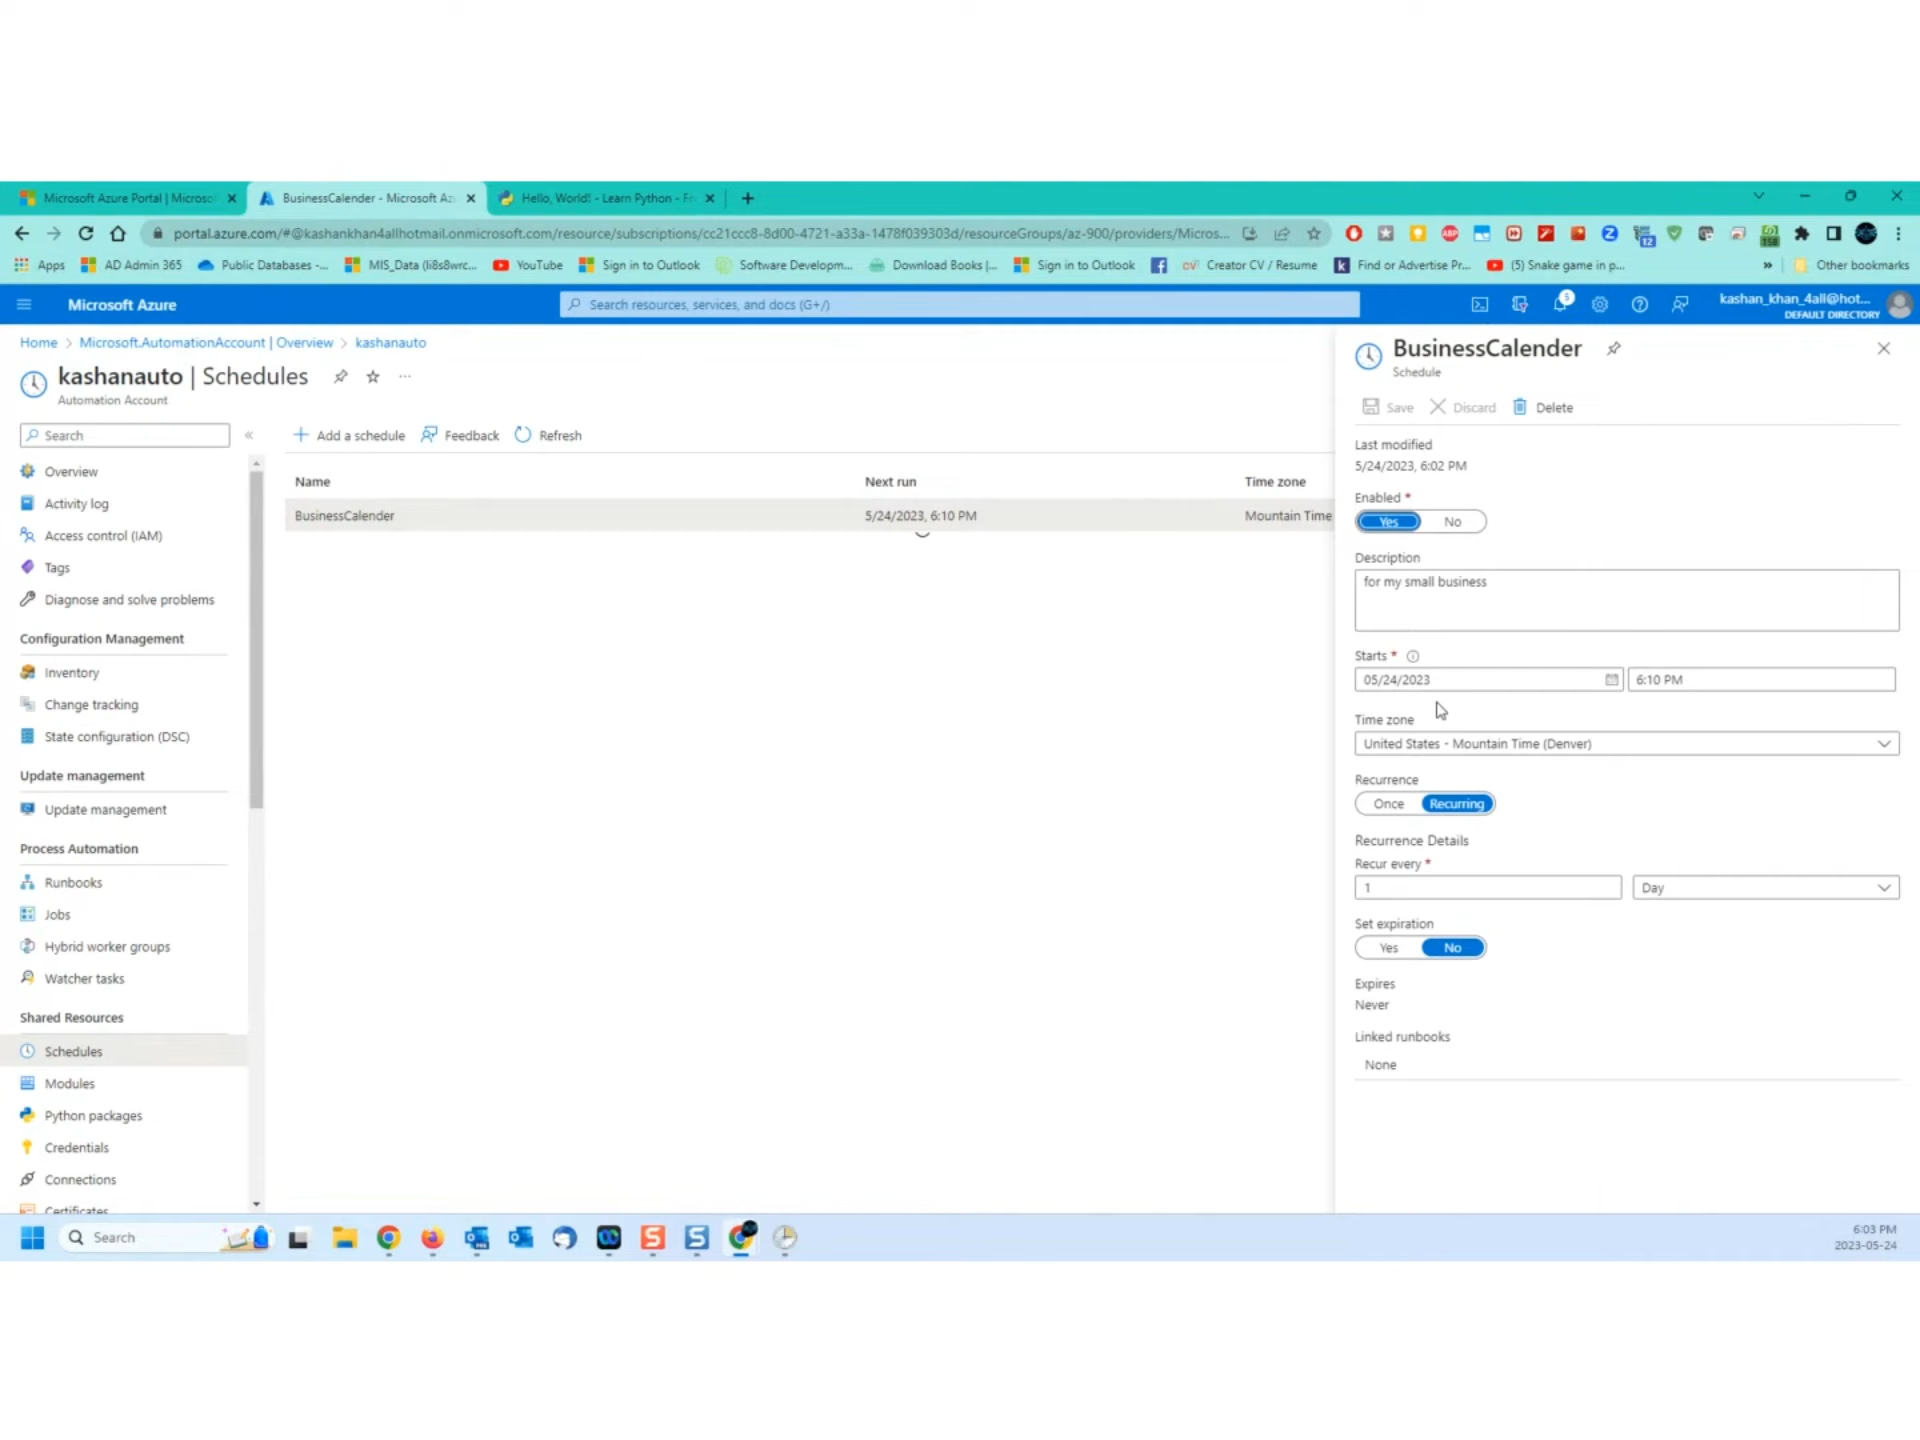 Microsoft Azure Portal | Microso
BusinessCalender - Microsoft Az
Hello, World! - Learn Python - Fr
portal.azure.com/#@kashankhan4allhotmail.onmicrosoft.com/resource/subscriptions/cc21ccc8-8d00-4721-a33a-1478f039303d/resourceGroups/az-900/providers/Micros...
ABP
12
158
Apps
AD Admin 365
Public Databases -...
MIS_Data (li8s8wrc...
YouTube
Sign in to Outlook
Software Developm...
Download Books |...
Sign in to Outlook
Creator CV / Resume
Find or Advertise Pr...
(5) Snake game in p...
»
Other bookmarks
Microsoft Azure
Search resources, services, and docs (G+/)
5
kashan_khan_4all@hot...
DEFAULT DIRECTORY
Home > Microsoft.AutomationAccount | Overview > kashanauto
kashanauto | Schedules
...
Automation Account
Search
«
Overview
Activity log
Access control (IAM)
Tags
Diagnose and solve problems
Configuration Management
Inventory
Change tracking
State configuration (DSC)
Update management
Update management
Process Automation
Runbooks
Jobs
Hybrid worker groups
Watcher tasks
Shared Resources
Schedules
Modules
Python packages
Credentials
Connections
Certificates
Add a schedule
Feedback
Refresh
Name
Next run
Time zone
BusinessCalender
5/24/2023, 6:10 PM
Mountain Time
BusinessCalender
Schedule
Save
Discard
Delete
Last modified
5/24/2023, 6:02 PM
Enabled *
Yes
No
Description
for my small business
Starts *
05/24/2023
6:10 PM
Time zone
United States - Mountain Time (Denver)
Recurrence
Once
Recurring
Recurrence Details
Recur every *
1
Day
Set expiration
Yes
No
Expires
Never
Linked runbooks
None
Search
6:03 PM
2023-05-24